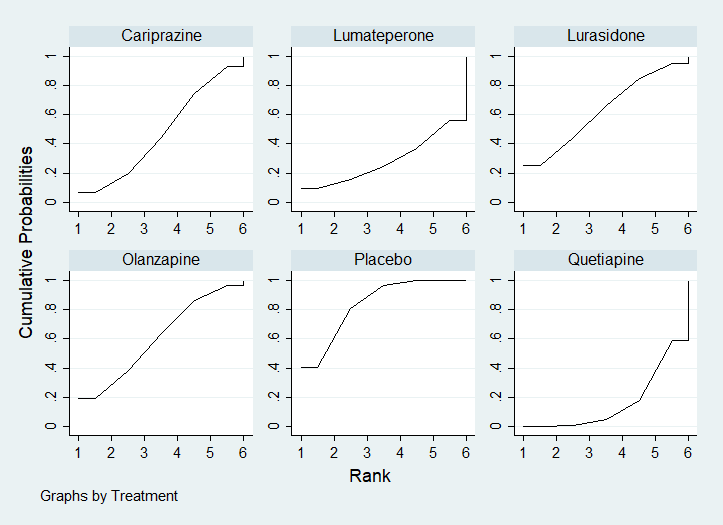 Cariprazine Lumateperone Lurasidone
Cumulative Probabilities
0 .2 .4 .6 .8 1
0 .2 .4 .6 .8 1
0 .2 .4 .6 .8 1
1 2 3 4 5 6
1 2 3 4 5 6
1 2 3 4 5 6
Olanzapine Placebo Quetiapine
0 .2 .4 .6 .8 1
0 .2 .4 .6 .8 1
0 .2 .4 .6 .8 1
1 2 3 4 5 6
1 2 3 4 5 6
1 2 3 4 5 6
Rank
Graphs by Treatment